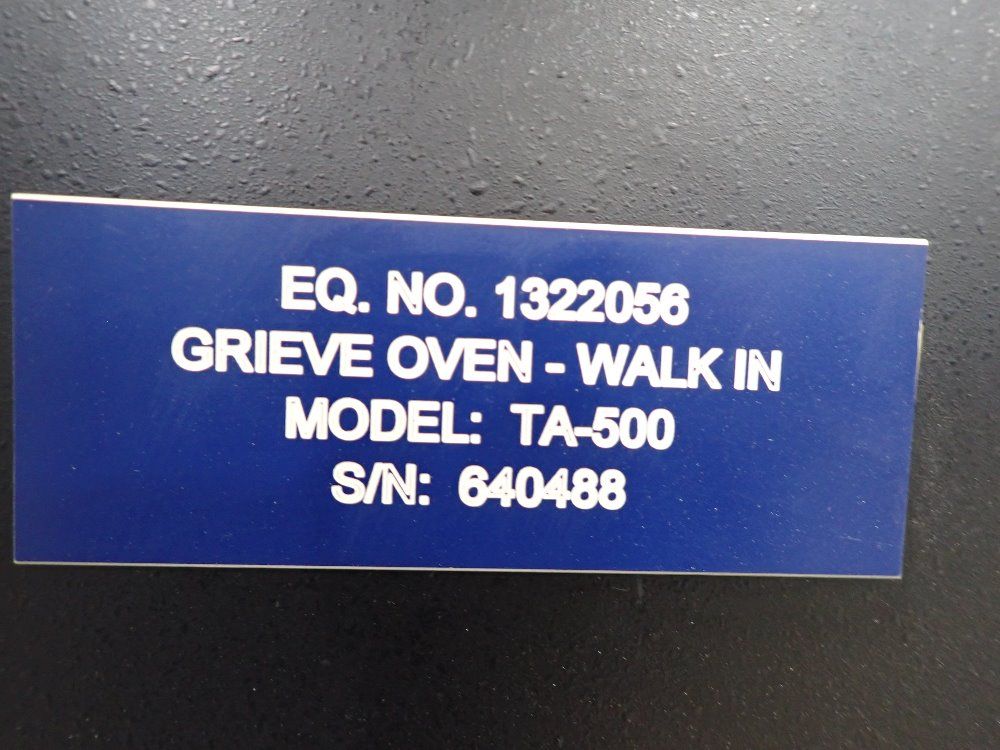 EQ. NO. 1322056
GRIEVE OVEN - WALK IN
MODEL: TA-500
S/N: 640488